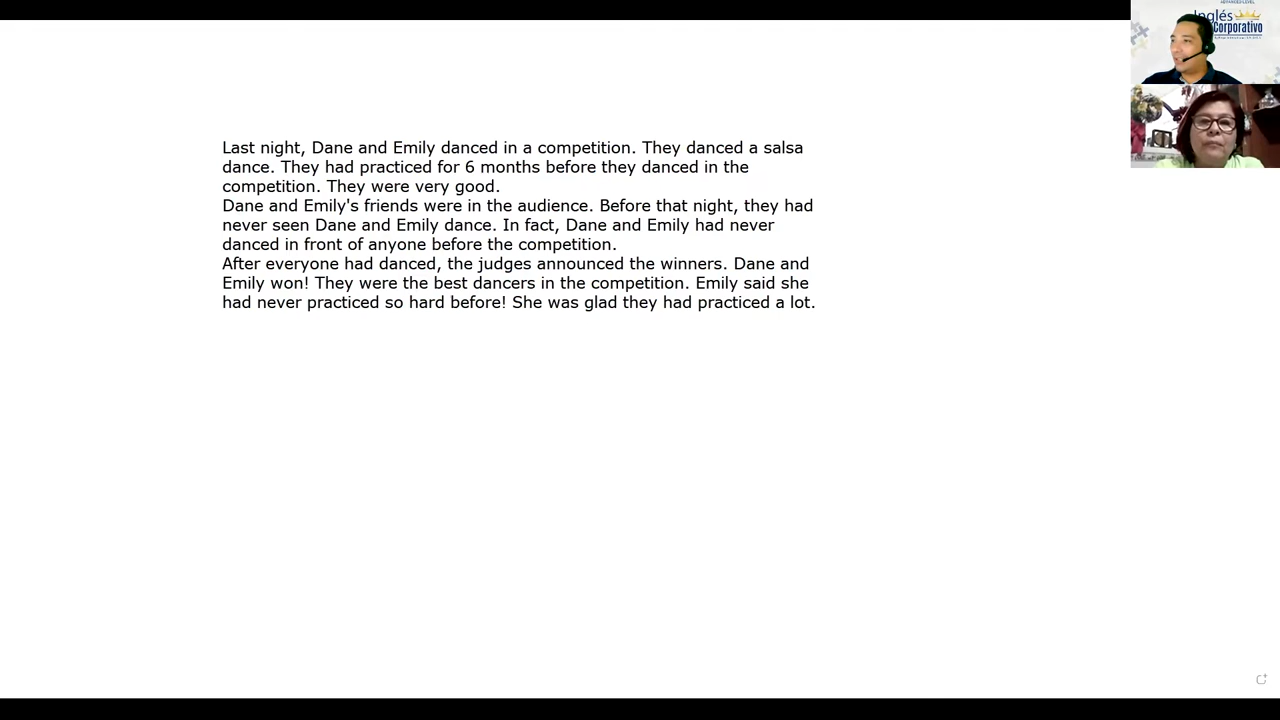 Last night, Dane and Emily danced in a competition. They danced a salsa
dance. They had practiced for 6 months before they danced in the
competition. They were very good.
Dane and Emily's friends were in the audience. Before that night, they had
never seen Dane and Emily dance. In fact, Dane and Emily had never
danced in front of anyone before the competition.
After everyone had danced, the judges announced the winners. Dane and
Emily won! They were the best dancers in the competition. Emily said she
had never practiced so hard before! She was glad they had practiced a lot.
ADVANCED LEVEL
Inglés
Corporativo